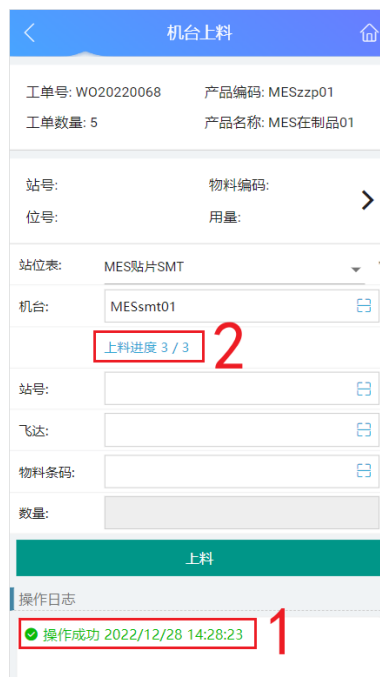 机台上料
工单号: WO20220068 产品编码: MESzzp01
工单数量: 5 产品名称: MES在制品01
站号: 物料编码:
位号: 用量:
站位表: MES贴片SMT
机台: MESsmt01
上料进度 3 / 3 2
站号:
飞达:
物料条码:
数量:
上料
操作日志
操作成功 2022/12/28 14:28:23 1